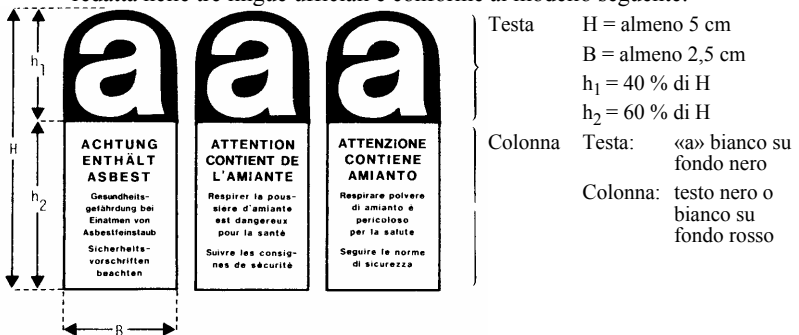 redatta nelle tre lingue ufficiali e conforme al modello seguente:
a
a
a
h1
H
h2
B
ACHTUNG
ENTHÄLT
ASBEST
Gesundheits-
gefährdung bei
Einatmen von
Asbestfeinstaub
Sicherheits-
vorschriften
beachten
ATTENTION
CONTIENT DE
L'AMIANTE
Respirer la pous-
sière d'amiante
est dangereux
pour la santé
Suivre les consig-
nes de sécurité
ATTENZIONE
CONTIENE
AMIANTO
Respirare polvere
di amianto è
pericoloso
per la salute
Seguire le norme
di sicurezza
Testa H = almeno 5 cm
B = almeno 2,5 cm
h1 = 40 % di H
h2 = 60 % di H
Colonna Testa: «a» bianco su
fondo nero
Colonna: testo nero o
bianco su
fondo rosso